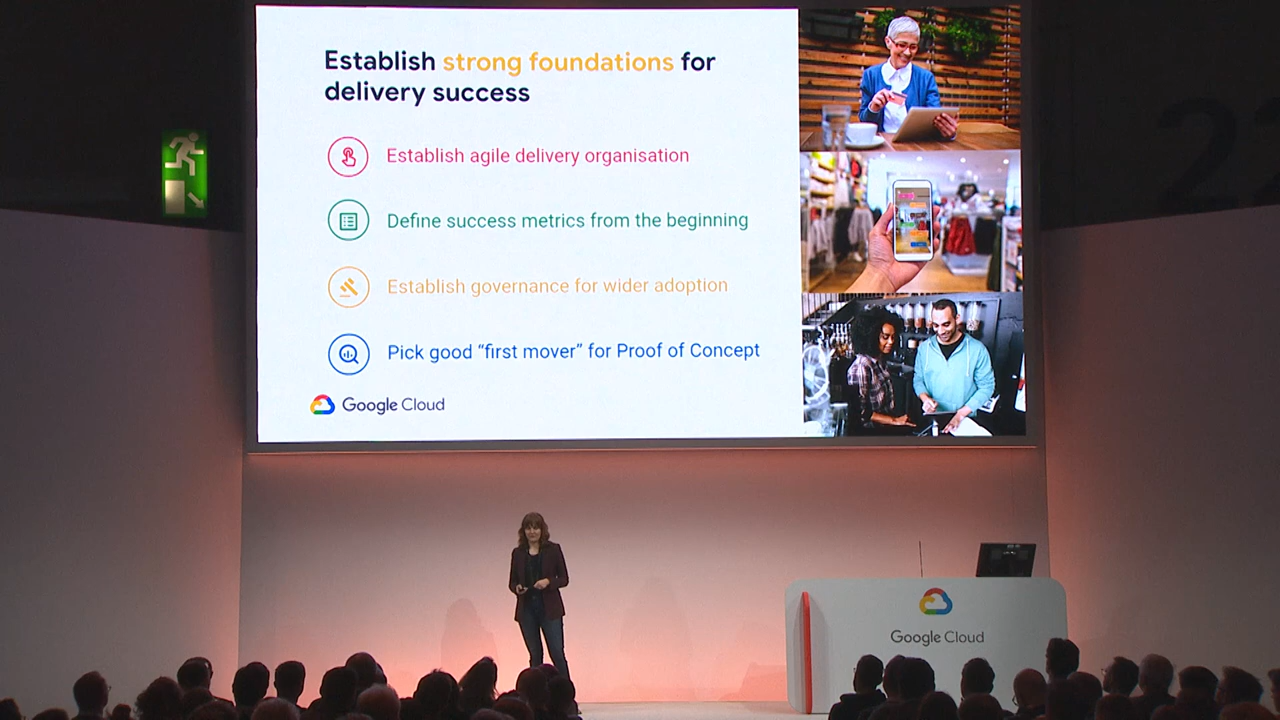 Establish strong foundations for
delivery success
Establish agile delivery organisation
Define success metrics from the beginning
Establish governance for wider adoption
Pick good “first mover” for Proof of Concept
Google Cloud
Google Cloud